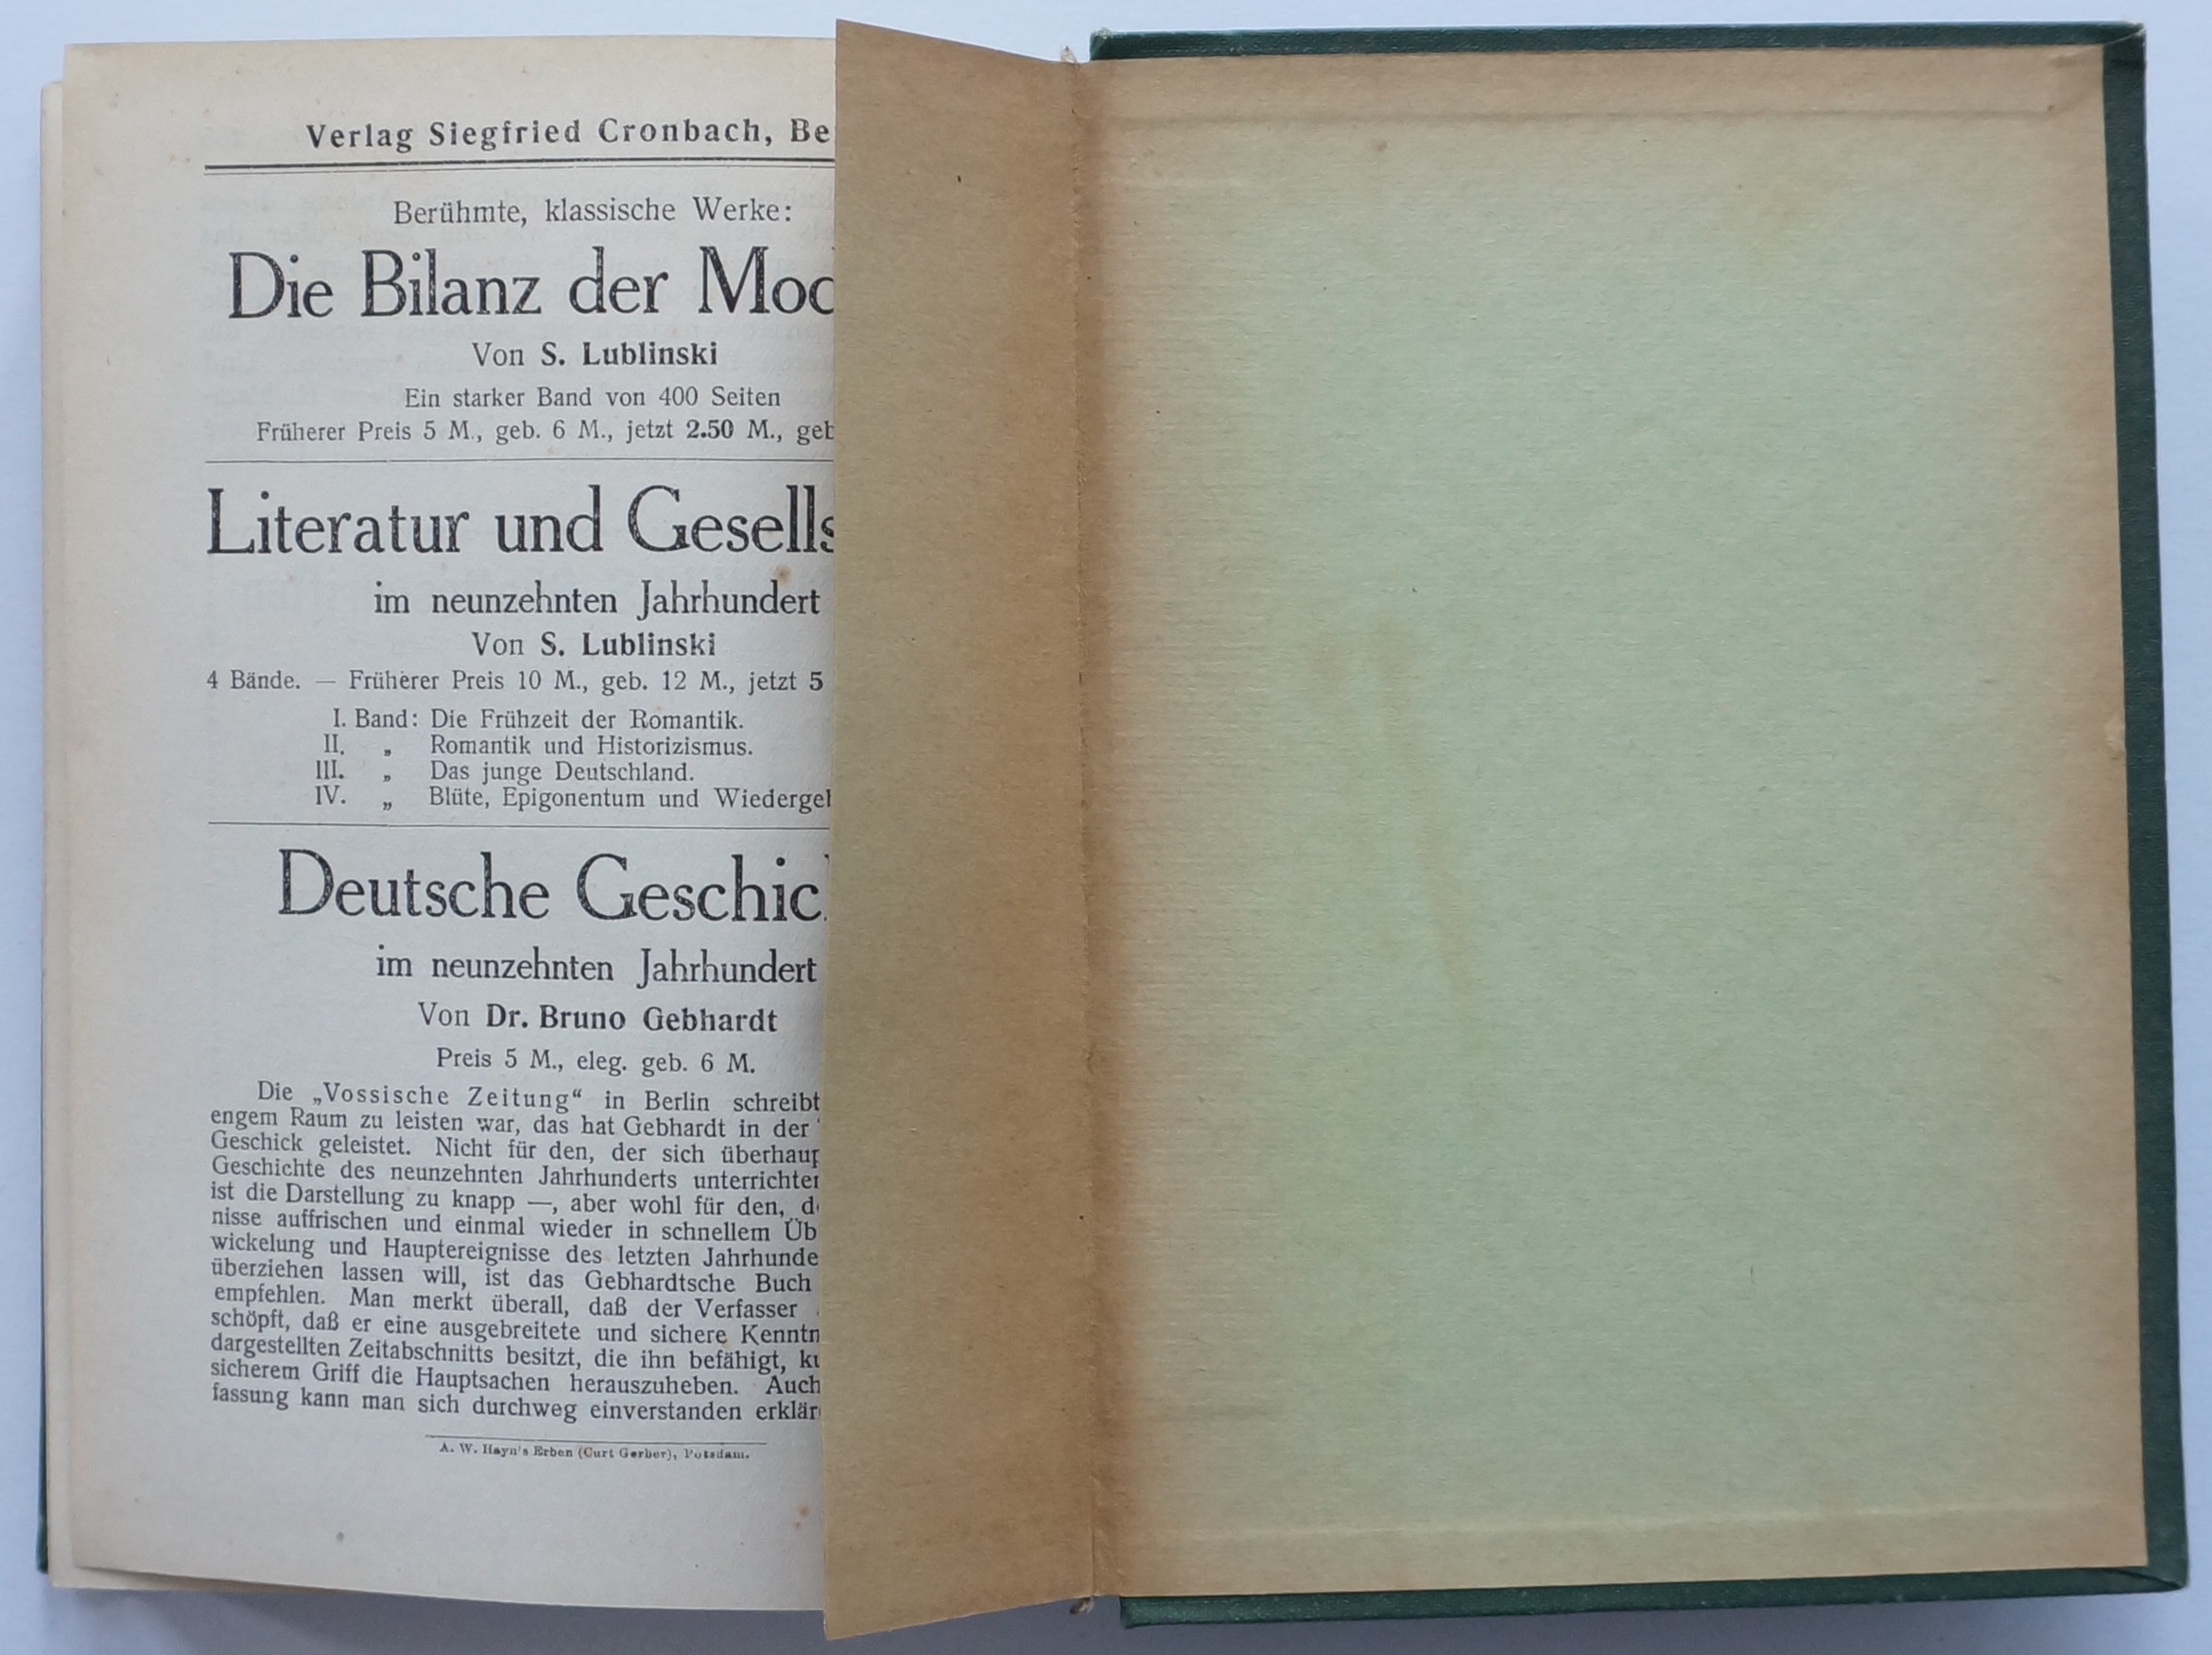 Verlag Siegfried Cronbach, Be
Berühmte, klassische Werke:
Die Bilanz der Mod
Von S. Lublinski
Ein starker Band von 400 Seiten
Früherer Preis 5 M., geb. 6 M., jetzt 2.50 M., geb
Literatur und Gesells
im neunzehnten Jahrhundert
Von S. Lublinski
4 Bände. — Früherer Preis 10 M., geb. 12 M., jetzt 5
I. Band: Die Frühzeit der Romantik.
II. „ Romantik und Historizismus.
III. „ Das junge Deutschland.
IV. „ Blüte, Epigonentum und Wiedergel
Deutsche Geschic
im neunzehnten Jahrhundert
Von Dr. Bruno Gebhardt
Preis 5 M., eleg. geb. 6 M.
Die „Vossische Zeitung“ in Berlin schreibt
engem Raum zu leisten war, das hat Gebhardt in der
Geschick geleistet. Nicht für den, der sich überhaup
Geschichte des neunzehnten Jahrhunderts unterrichten
ist die Darstellung zu knapp —, aber wohl für den, d
nisse auffrischen und einmal wieder in schnellem Üb
wickelung und Hauptereignisse des letzten Jahrhunde
überziehen lassen will, ist das Gebhardtsche Buch
empfehlen. Man merkt überall, daß der Verfasser
schöpft, daß er eine ausgebreitete und sichere Kenntn
dargestellten Zeitabschnitts besitzt, die ihn befähigt, ku
sicherem Griff die Hauptsachen herauszuheben. Auch
fassung kann man sich durchweg einverstanden erklär
A. W. Hayn's Erben (Curt Gerber), Potsdam.